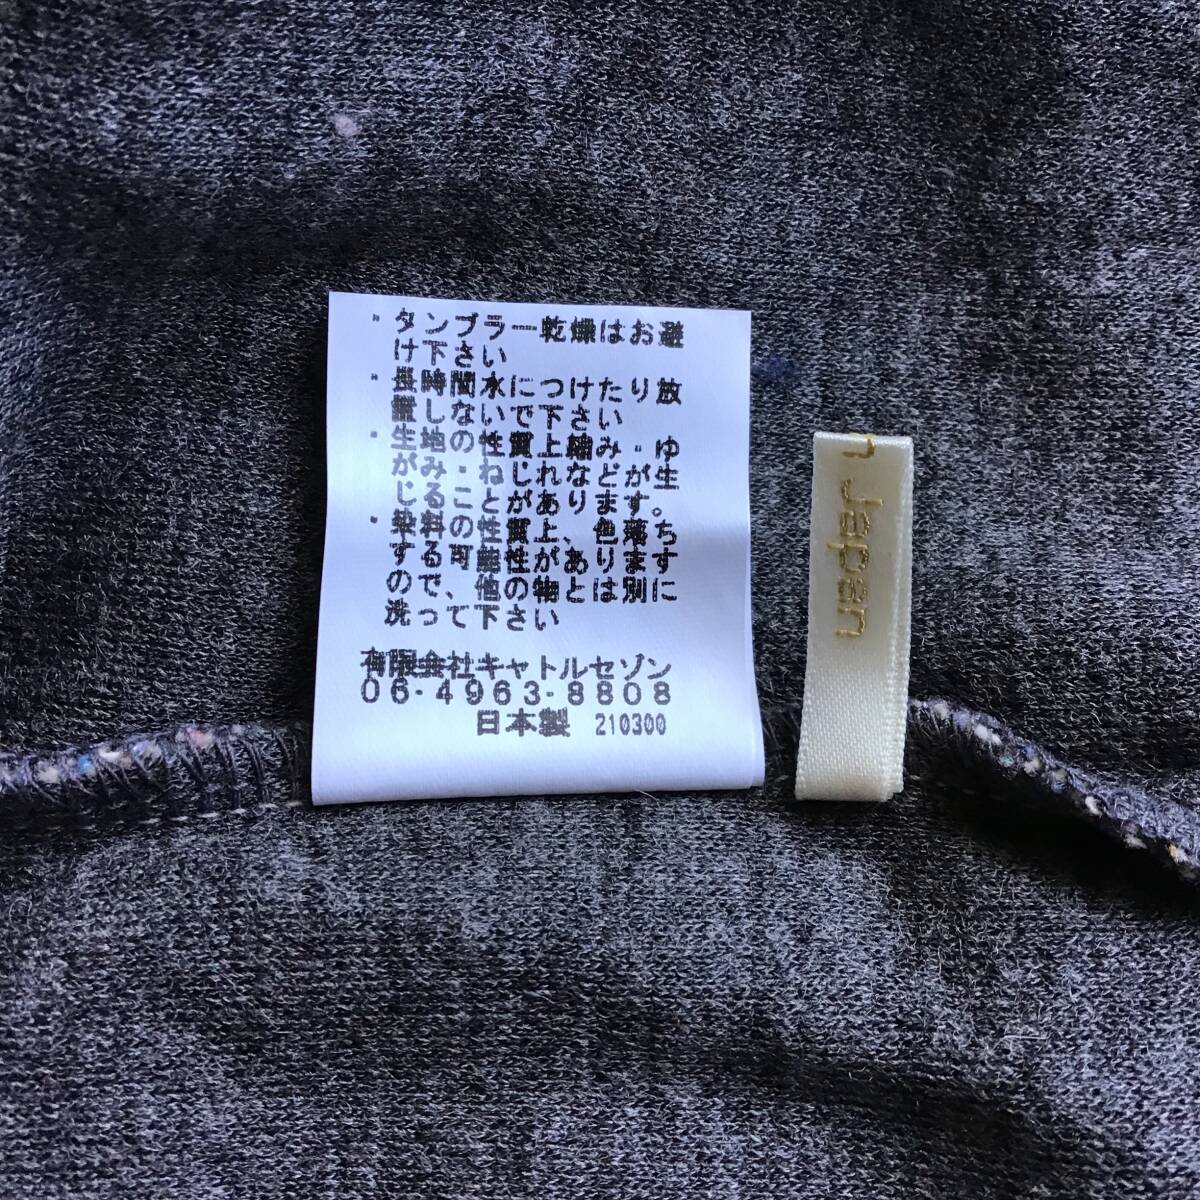 ・タンブラー乾燥はお避
け下さい
・長時間水につけたり放
置しないで下さい
・生地の性質上縮み・ゆ
がみ・ねじれなどが生
じることがあります。
・染料の性質上、色落ち
する可能性があります
ので、他の物とは別に
洗って下さい
有限会社キャトルセゾン
06-4963-8808
日本製 210300
Japan